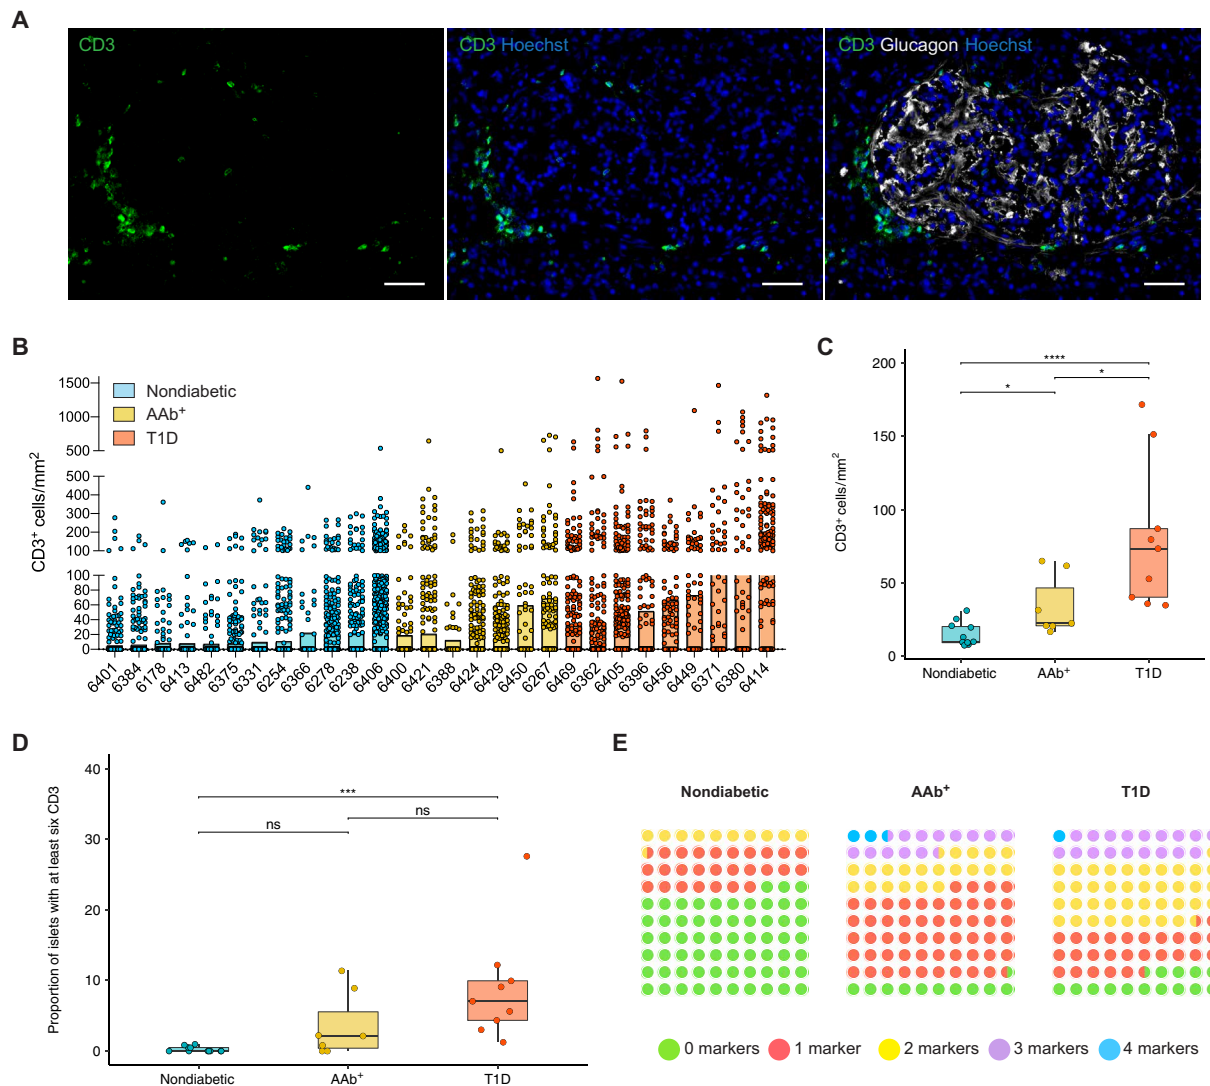 A
CD3
CD3 Hoechst
CD3 Glucagon Hoechst
B
Nondiabetic
AAb+
T1D
CD3+ cells/mm2
1500
1000
500
500
400
300
200
100
100
80
60
40
20
0
6401 6384 6178 6413 6482 6375 6331 6254 6366 6278 6238 6406 6400 6421 6388 6424 6429 6450 6267 6469 6362 6405 6396 6456 6449 6371 6380 6414
C
CD3+ cells/mm2
200
150
100
50
0
****
* *
Nondiabetic AAb+ T1D
D
Proportion of islets with at least six CD3
40
30
20
10
0
***
ns ns
Nondiabetic AAb+ T1D
E
Nondiabetic AAb+ T1D
0 markers 1 marker 2 markers 3 markers 4 markers